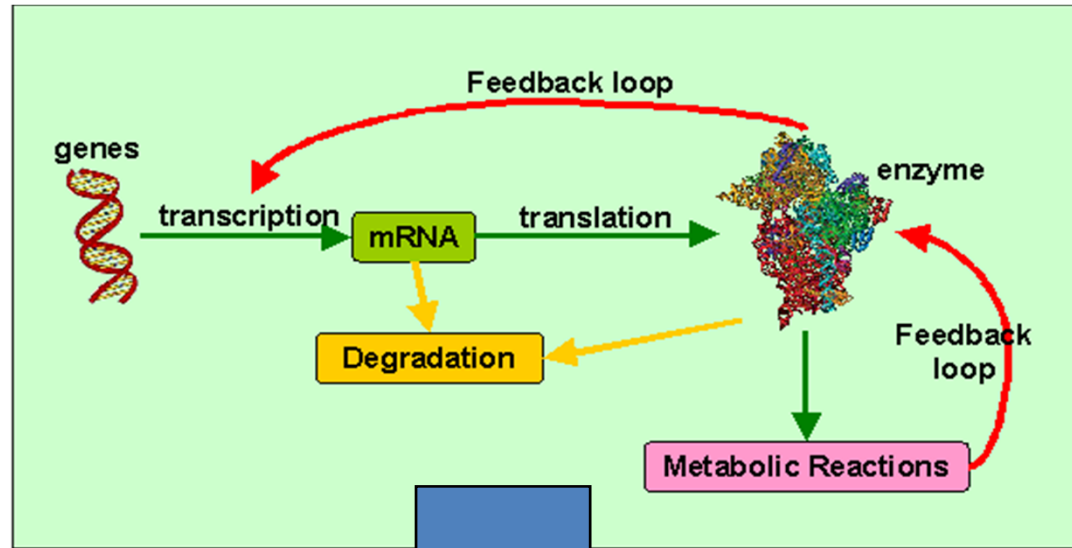 Feedback loop
genes
enzyme
transcription
mRNA
translation
Degradation
Feedback
loop
Metabolic Reactions